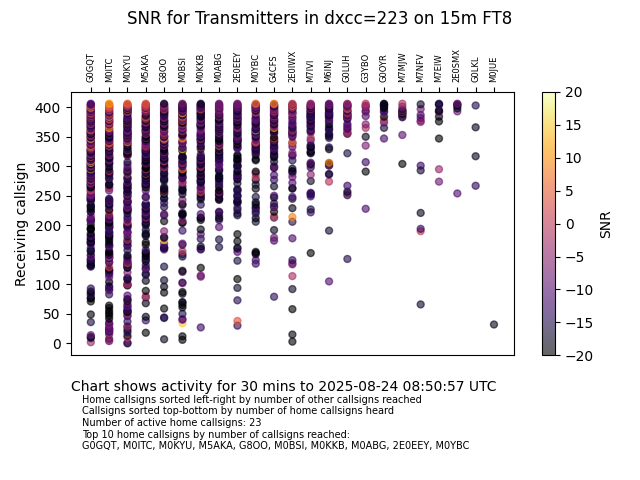 SNR for Transmitters in dxcc=223 on 15m FT8
G0GQT M0ITC M0KYU M5AKA G8OO M0BSI M0KKB M0ABG 2E0EEY M0YBC G4CFS 2E0IWX M7IVI M6INJ G0LUH G3YBO G0OYR M7MJW M7NFV M7EIW 2E0SMX G0LKL M0JUE
400
350
300
250
200
150
100
50
0
Receiving callsign
20
15
10
5
0
−5
−10
−15
−20
SNR
Chart shows activity for 30 mins to 2025-08-24 08:50:57 UTC
Home callsigns sorted left-right by number of other callsigns reached
Callsigns sorted top-bottom by number of home callsigns heard
Number of active home callsigns: 23
Top 10 home callsigns by number of callsigns reached:
G0GQT, M0ITC, M0KYU, M5AKA, G8OO, M0BSI, M0KKB, M0ABG, 2E0EEY, M0YBC